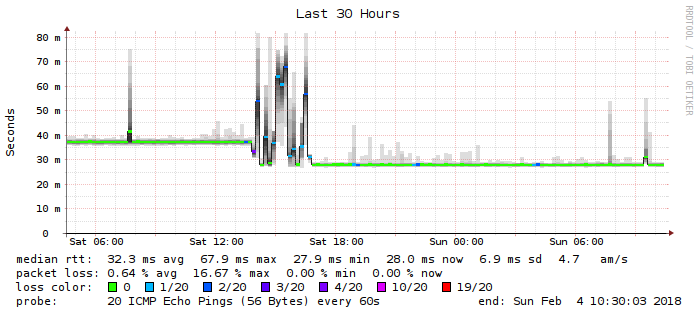 Last 30 Hours
RRDTOOL / TOBI OETIKER
Seconds
80 m
70 m
60 m
50 m
40 m
30 m
20 m
10 m
0
Sat 06:00 Sat 12:00 Sat 18:00 Sun 00:00 Sun 06:00
median rtt: 32.3 ms avg 67.9 ms max 27.9 ms min 28.0 ms now 6.9 ms sd 4.7 am/s
packet loss: 0.64 % avg 16.67 % max 0.00 % min 0.00 % now
loss color: 0 1/20 2/20 3/20 4/20 10/20 19/20
probe: 20 ICMP Echo Pings (56 Bytes) every 60s end: Sun Feb 4 10:30:03 2018